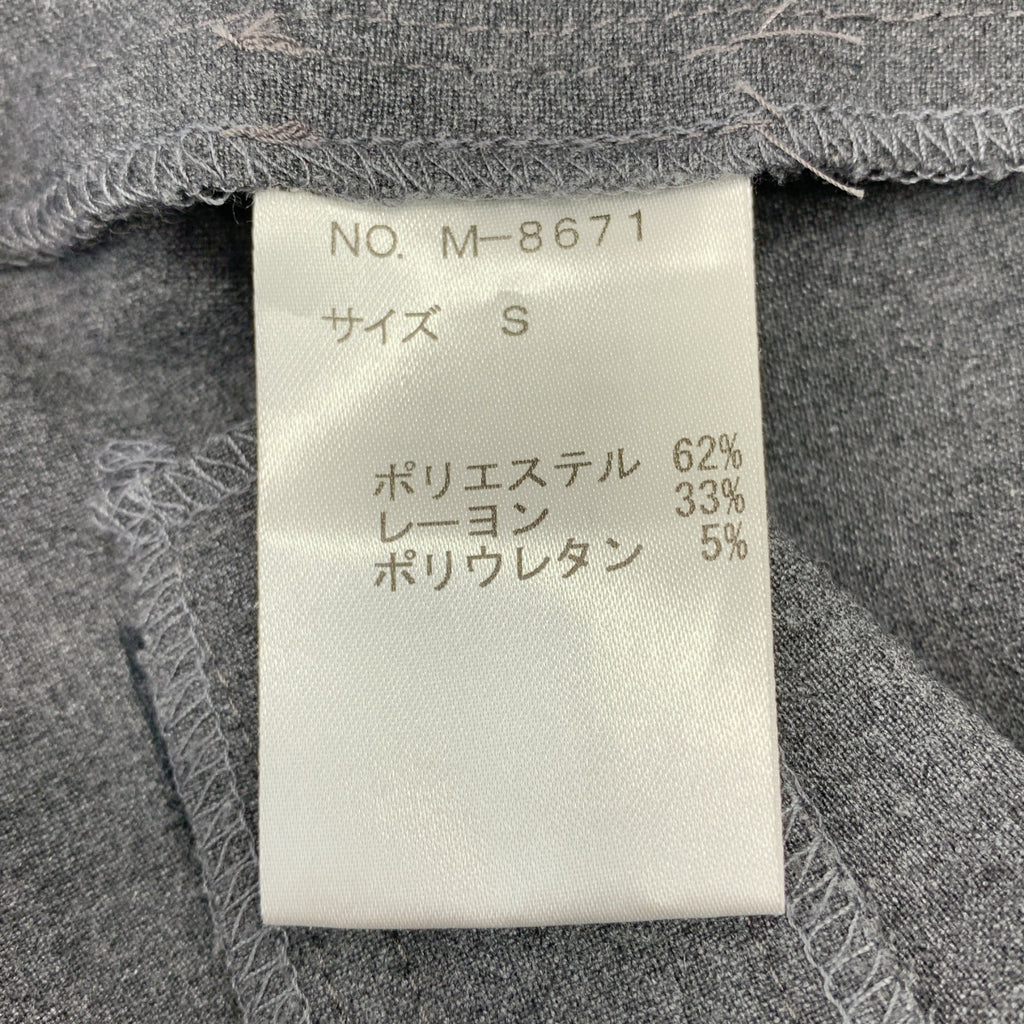 NO. M-8671
サイズ S
ポリエステル 62%
レーヨン 33%
ポリウレタン 5%